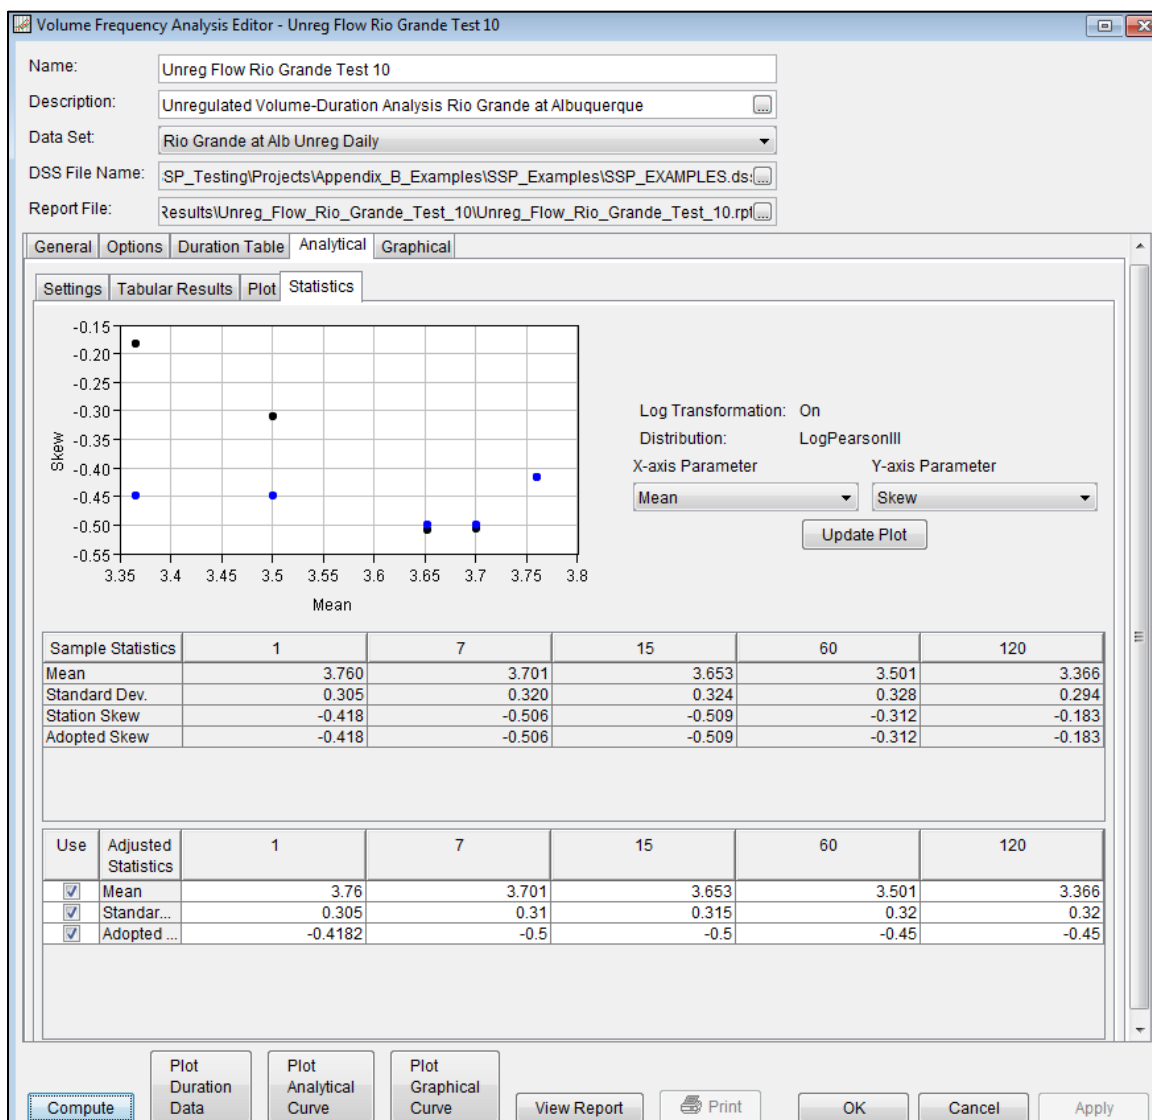 Volume Frequency Analysis Editor - Unreg Flow Rio Grande Test 10
Name: Unreg Flow Rio Grande Test 10
Description: Unregulated Volume-Duration Analysis Rio Grande at Albuquerque ...
Data Set: Rio Grande at Alb Unreg Daily
DSS File Name: SP_Testing\Projects\Appendix_B_Examples\SSP_Examples\SSP_EXAMPLES.ds ...
Report File: Results\Unreg_Flow_Rio_Grande_Test_10\Unreg_Flow_Rio_Grande_Test_10.rpt ...
General Options Duration Table Analytical Graphical
Settings Tabular Results Plot Statistics
-0.15
-0.20
-0.25
-0.30
-0.35
-0.40
-0.45
-0.50
-0.55
Skew
3.35 3.4 3.45 3.5 3.55 3.6 3.65 3.7 3.75 3.8
Mean
Log Transformation: On
Distribution: LogPearsonIII
X-axis Parameter Y-axis Parameter
Mean Skew
Update Plot
Sample Statistics 1 7 15 60 120
Mean 3.760 3.701 3.653 3.501 3.366
Standard Dev. 0.305 0.320 0.324 0.328 0.294
Station Skew -0.418 -0.506 -0.509 -0.312 -0.183
Adopted Skew -0.418 -0.506 -0.509 -0.312 -0.183
Use Adjusted 1 7 15 60 120
Statistics
Mean 3.76 3.701 3.653 3.501 3.366
Standar... 0.305 0.31 0.315 0.32 0.32
Adopted ... -0.4182 -0.5 -0.5 -0.45 -0.45
Compute
Plot
Duration
Data
Plot
Analytical
Curve
Plot
Graphical
Curve
View Report
Print
OK
Cancel
Apply